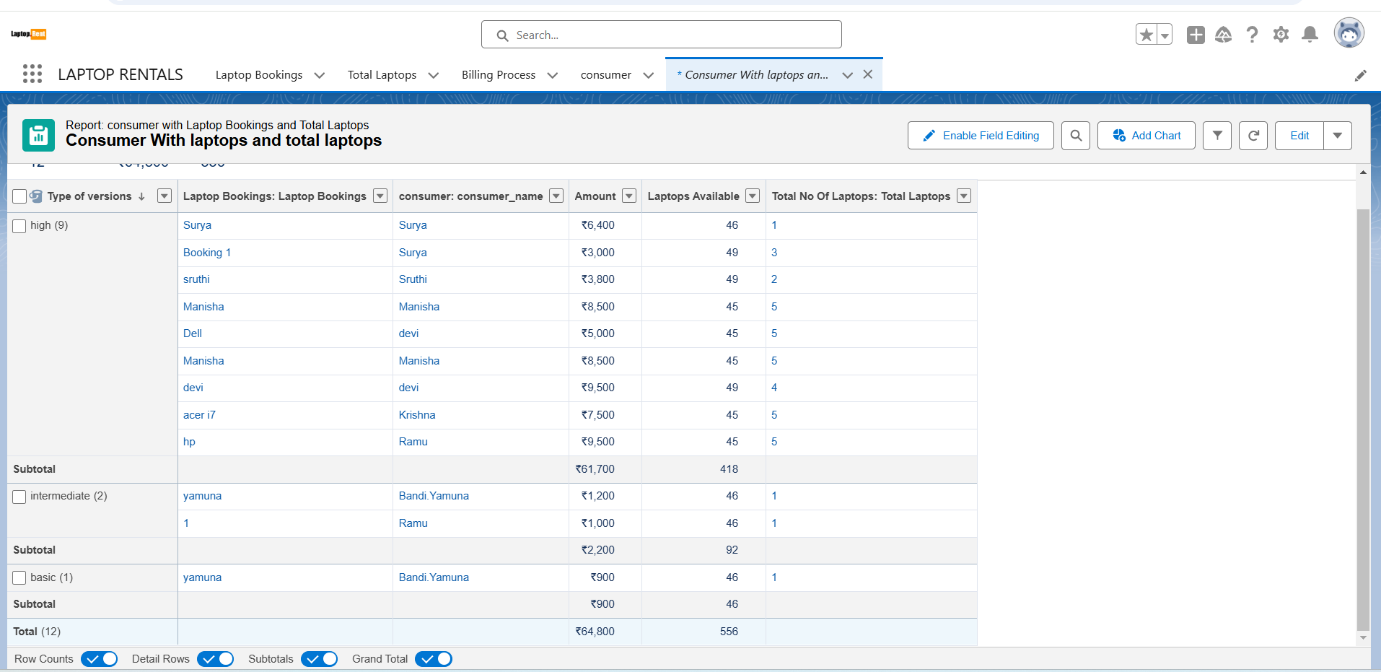 Laptop Rent
Search...
LAPTOP RENTALS Laptop Bookings Total Laptops Billing Process consumer * Consumer With laptops an...
Report: consumer with Laptop Bookings and Total Laptops
Consumer With laptops and total laptops
Enable Field Editing Add Chart Edit
12 ₹64,800 556
Type of versions ↓ Laptop Bookings: Laptop Bookings consumer: consumer_name Amount Laptops Available Total No Of Laptops: Total Laptops
high (9) Surya Surya ₹6,400 46 1
Booking 1 Surya ₹3,000 49 3
sruthi Sruthi ₹3,800 49 2
Manisha Manisha ₹8,500 45 5
Dell devi ₹5,000 45 5
Manisha Manisha ₹8,500 45 5
devi devi ₹9,500 49 4
acer i7 Krishna ₹7,500 45 5
hp Ramu ₹9,500 45 5
Subtotal ₹61,700 418
intermediate (2) yamuna Bandi.Yamuna ₹1,200 46 1
1 Ramu ₹1,000 46 1
Subtotal ₹2,200 92
basic (1) yamuna Bandi.Yamuna ₹900 46 1
Subtotal ₹900 46
Total (12) ₹64,800 556
Row Counts Detail Rows Subtotals Grand Total